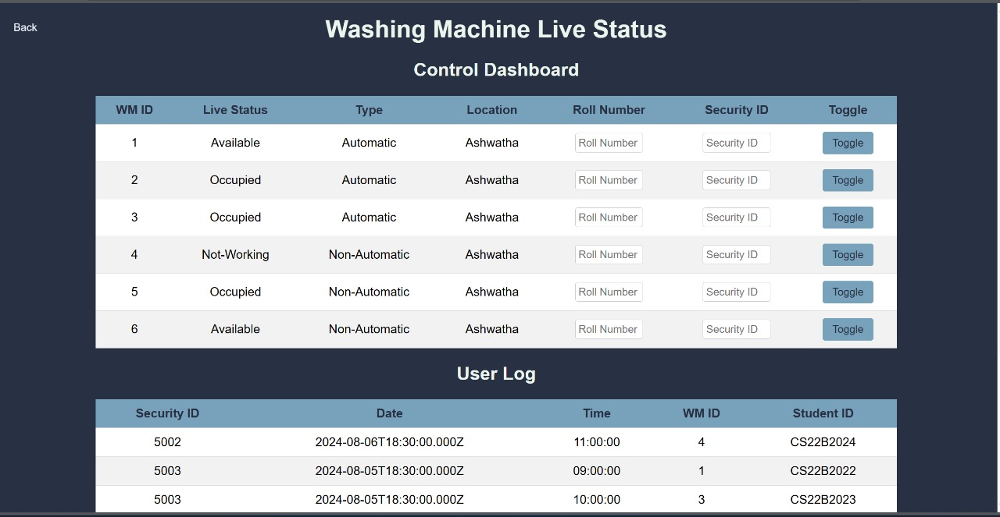 Back
Washing Machine Live Status
Control Dashboard
WM ID Live Status Type Location Roll Number Security ID Toggle
1 Available Automatic Ashwatha Roll Number Security ID Toggle
2 Occupied Automatic Ashwatha Roll Number Security ID Toggle
3 Occupied Automatic Ashwatha Roll Number Security ID Toggle
4 Not-Working Non-Automatic Ashwatha Roll Number Security ID Toggle
5 Occupied Non-Automatic Ashwatha Roll Number Security ID Toggle
6 Available Non-Automatic Ashwatha Roll Number Security ID Toggle
User Log
Security ID Date Time WM ID Student ID
5002 2024-08-06T18:30:00.000Z 11:00:00 4 CS22B2024
5003 2024-08-05T18:30:00.000Z 09:00:00 1 CS22B2022
5003 2024-08-05T18:30:00.000Z 10:00:00 3 CS22B2023